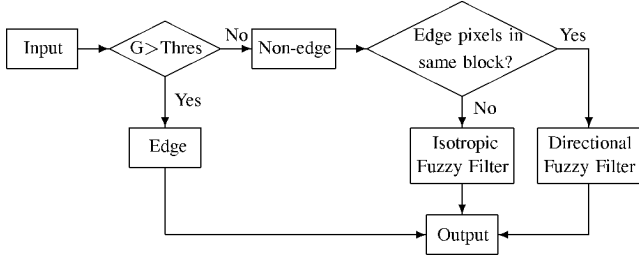 Input
G>Thres
No
Non-edge
Edge pixels in
same block?
Yes
Yes
No
Edge
Isotropic
Fuzzy Filter
Directional
Fuzzy Filter
Output